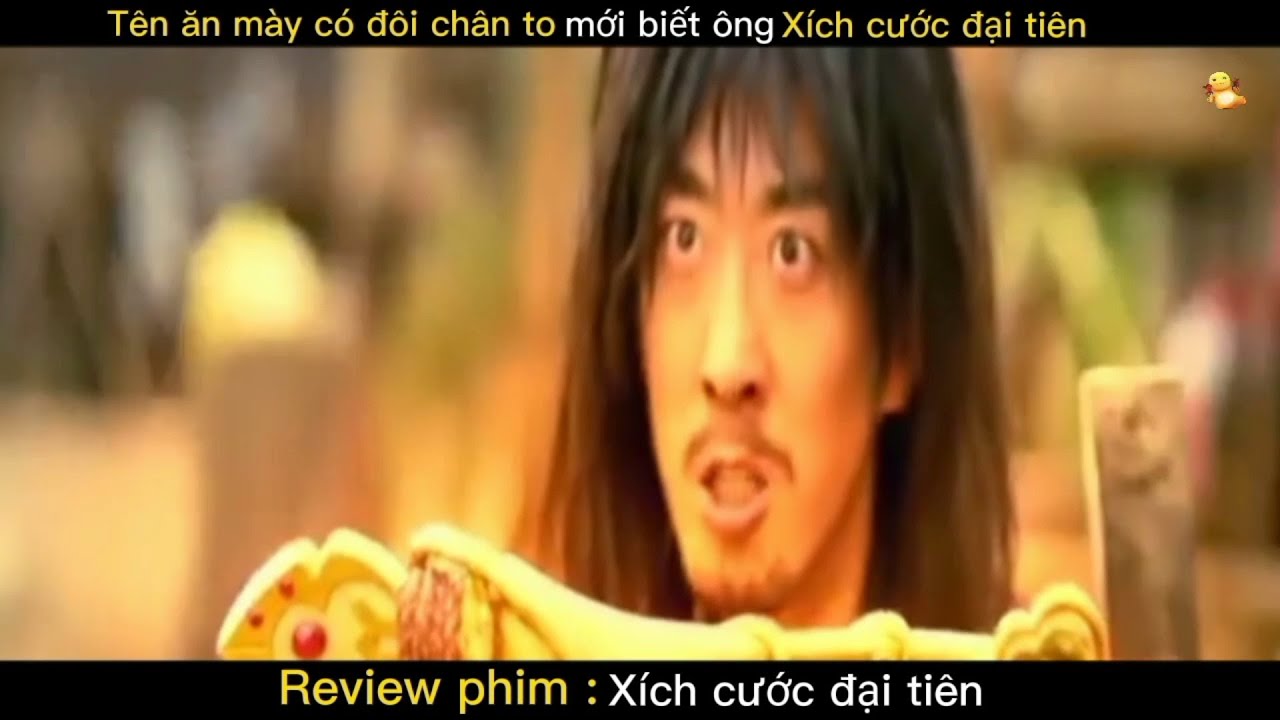 Tên ăn mày có đôi chân to mới biết ông Xích cước đại tiên
Review phim : Xích cước đại tiên